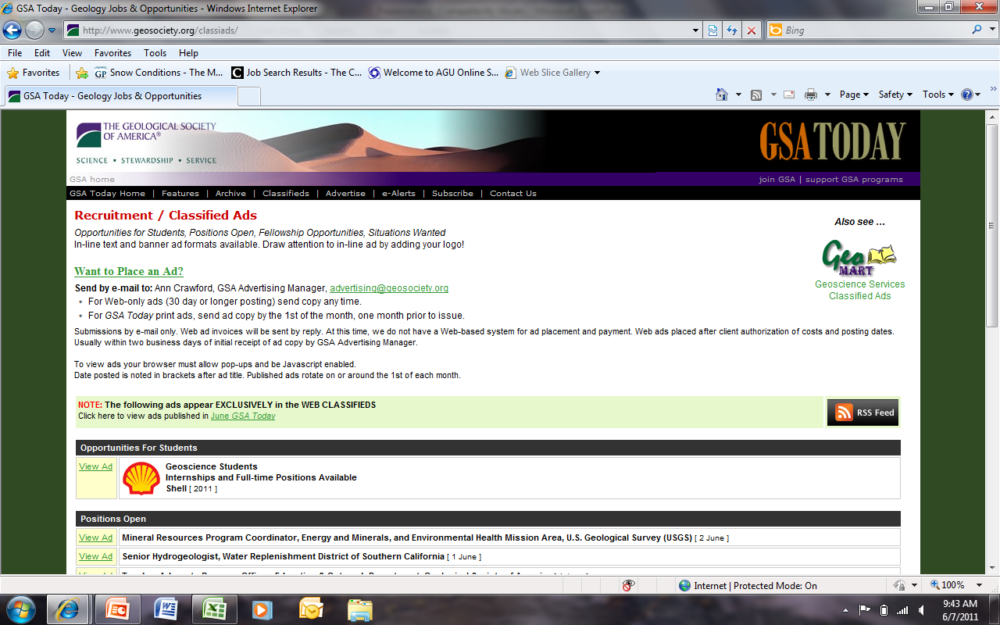 GSA Today - Geology Jobs & Opportunities - Windows Internet Explorer
http://www.geosociety.org/classiads/
Bing
File Edit View Favorites Tools Help
Favorites GP Snow Conditions - The M... C Job Search Results - The C... Welcome to AGU Online S... Web Slice Gallery
GSA Today - Geology Jobs & Opportunities
Page Safety Tools
THE GEOLOGICAL SOCIETY
OF AMERICA®
SCIENCE • STEWARDSHIP • SERVICE
GSA TODAY
GSA home
join GSA | support GSA programs
GSA Today Home | Features | Archive | Classifieds | Advertise | e-Alerts | Subscribe | Contact Us
Recruitment / Classified Ads
Opportunities for Students, Positions Open, Fellowship Opportunities, Situations Wanted
In-line text and banner ad formats available. Draw attention to in-line ad by adding your logo!
Also see ...
Geo
MART
Geoscience Services
Classified Ads
Want to Place an Ad?
Send by e-mail to: Ann Crawford, GSA Advertising Manager, advertising@geosociety.org
◦ For Web-only ads (30 day or longer posting) send copy any time.
◦ For GSA Today print ads, send ad copy by the 1st of the month, one month prior to issue.
Submissions by e-mail only. Web ad invoices will be sent by reply. At this time, we do not have a Web-based system for ad placement and payment. Web ads placed after client authorization of costs and posting dates.
Usually within two business days of initial receipt of ad copy by GSA Advertising Manager.
To view ads your browser must allow pop-ups and be Javascript enabled.
Date posted is noted in brackets after ad title. Published ads rotate on or around the 1st of each month.
NOTE: The following ads appear EXCLUSIVELY in the WEB CLASSIFIEDS
Click here to view ads published in June GSA Today
RSS Feed
Opportunities For Students
View Ad
Geoscience Students
Internships and Full-time Positions Available
Shell [ 2011 ]
Positions Open
View Ad Mineral Resources Program Coordinator, Energy and Minerals, and Environmental Health Mission Area, U.S. Geological Survey (USGS) [ 2 June ]
View Ad Senior Hydrogeologist, Water Replenishment District of Southern California [ 1 June ]
Internet | Protected Mode: On
100%
9:43 AM
6/7/2011